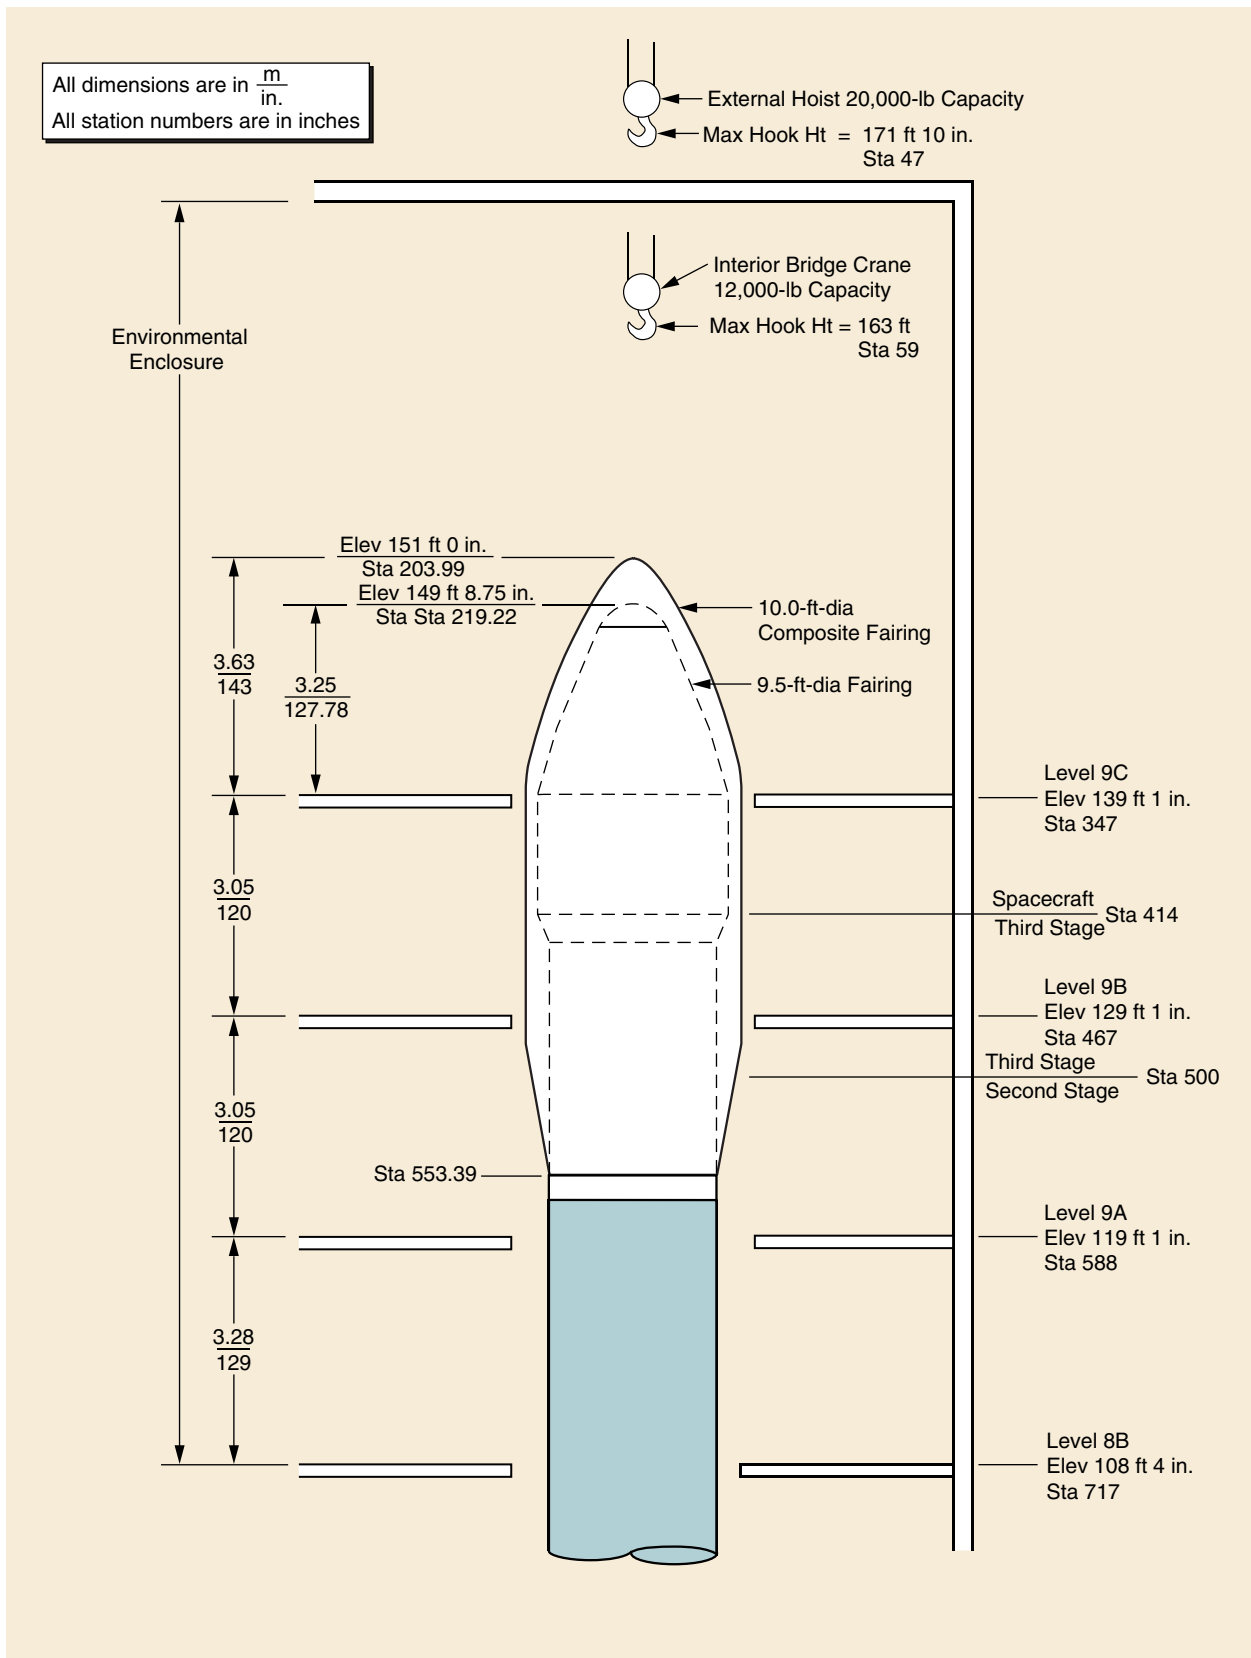 All dimensions are in m
in.
All station numbers are in inches
External Hoist 20,000-lb Capacity
Max Hook Ht = 171 ft 10 in.
Sta 47
Interior Bridge Crane
12,000-lb Capacity
Max Hook Ht = 163 ft
Sta 59
Environmental
Enclosure
Elev 151 ft 0 in.
Sta 203.99
Elev 149 ft 8.75 in.
Sta Sta 219.22
10.0-ft-dia
Composite Fairing
3.63
143
3.25
127.78
9.5-ft-dia Fairing
Level 9C
Elev 139 ft 1 in.
Sta 347
3.05
120
Spacecraft
Third Stage
Sta 414
Level 9B
Elev 129 ft 1 in.
Sta 467
Third Stage
Second Stage
Sta 500
3.05
120
Sta 553.39
Level 9A
Elev 119 ft 1 in.
Sta 588
3.28
129
Level 8B
Elev 108 ft 4 in.
Sta 717